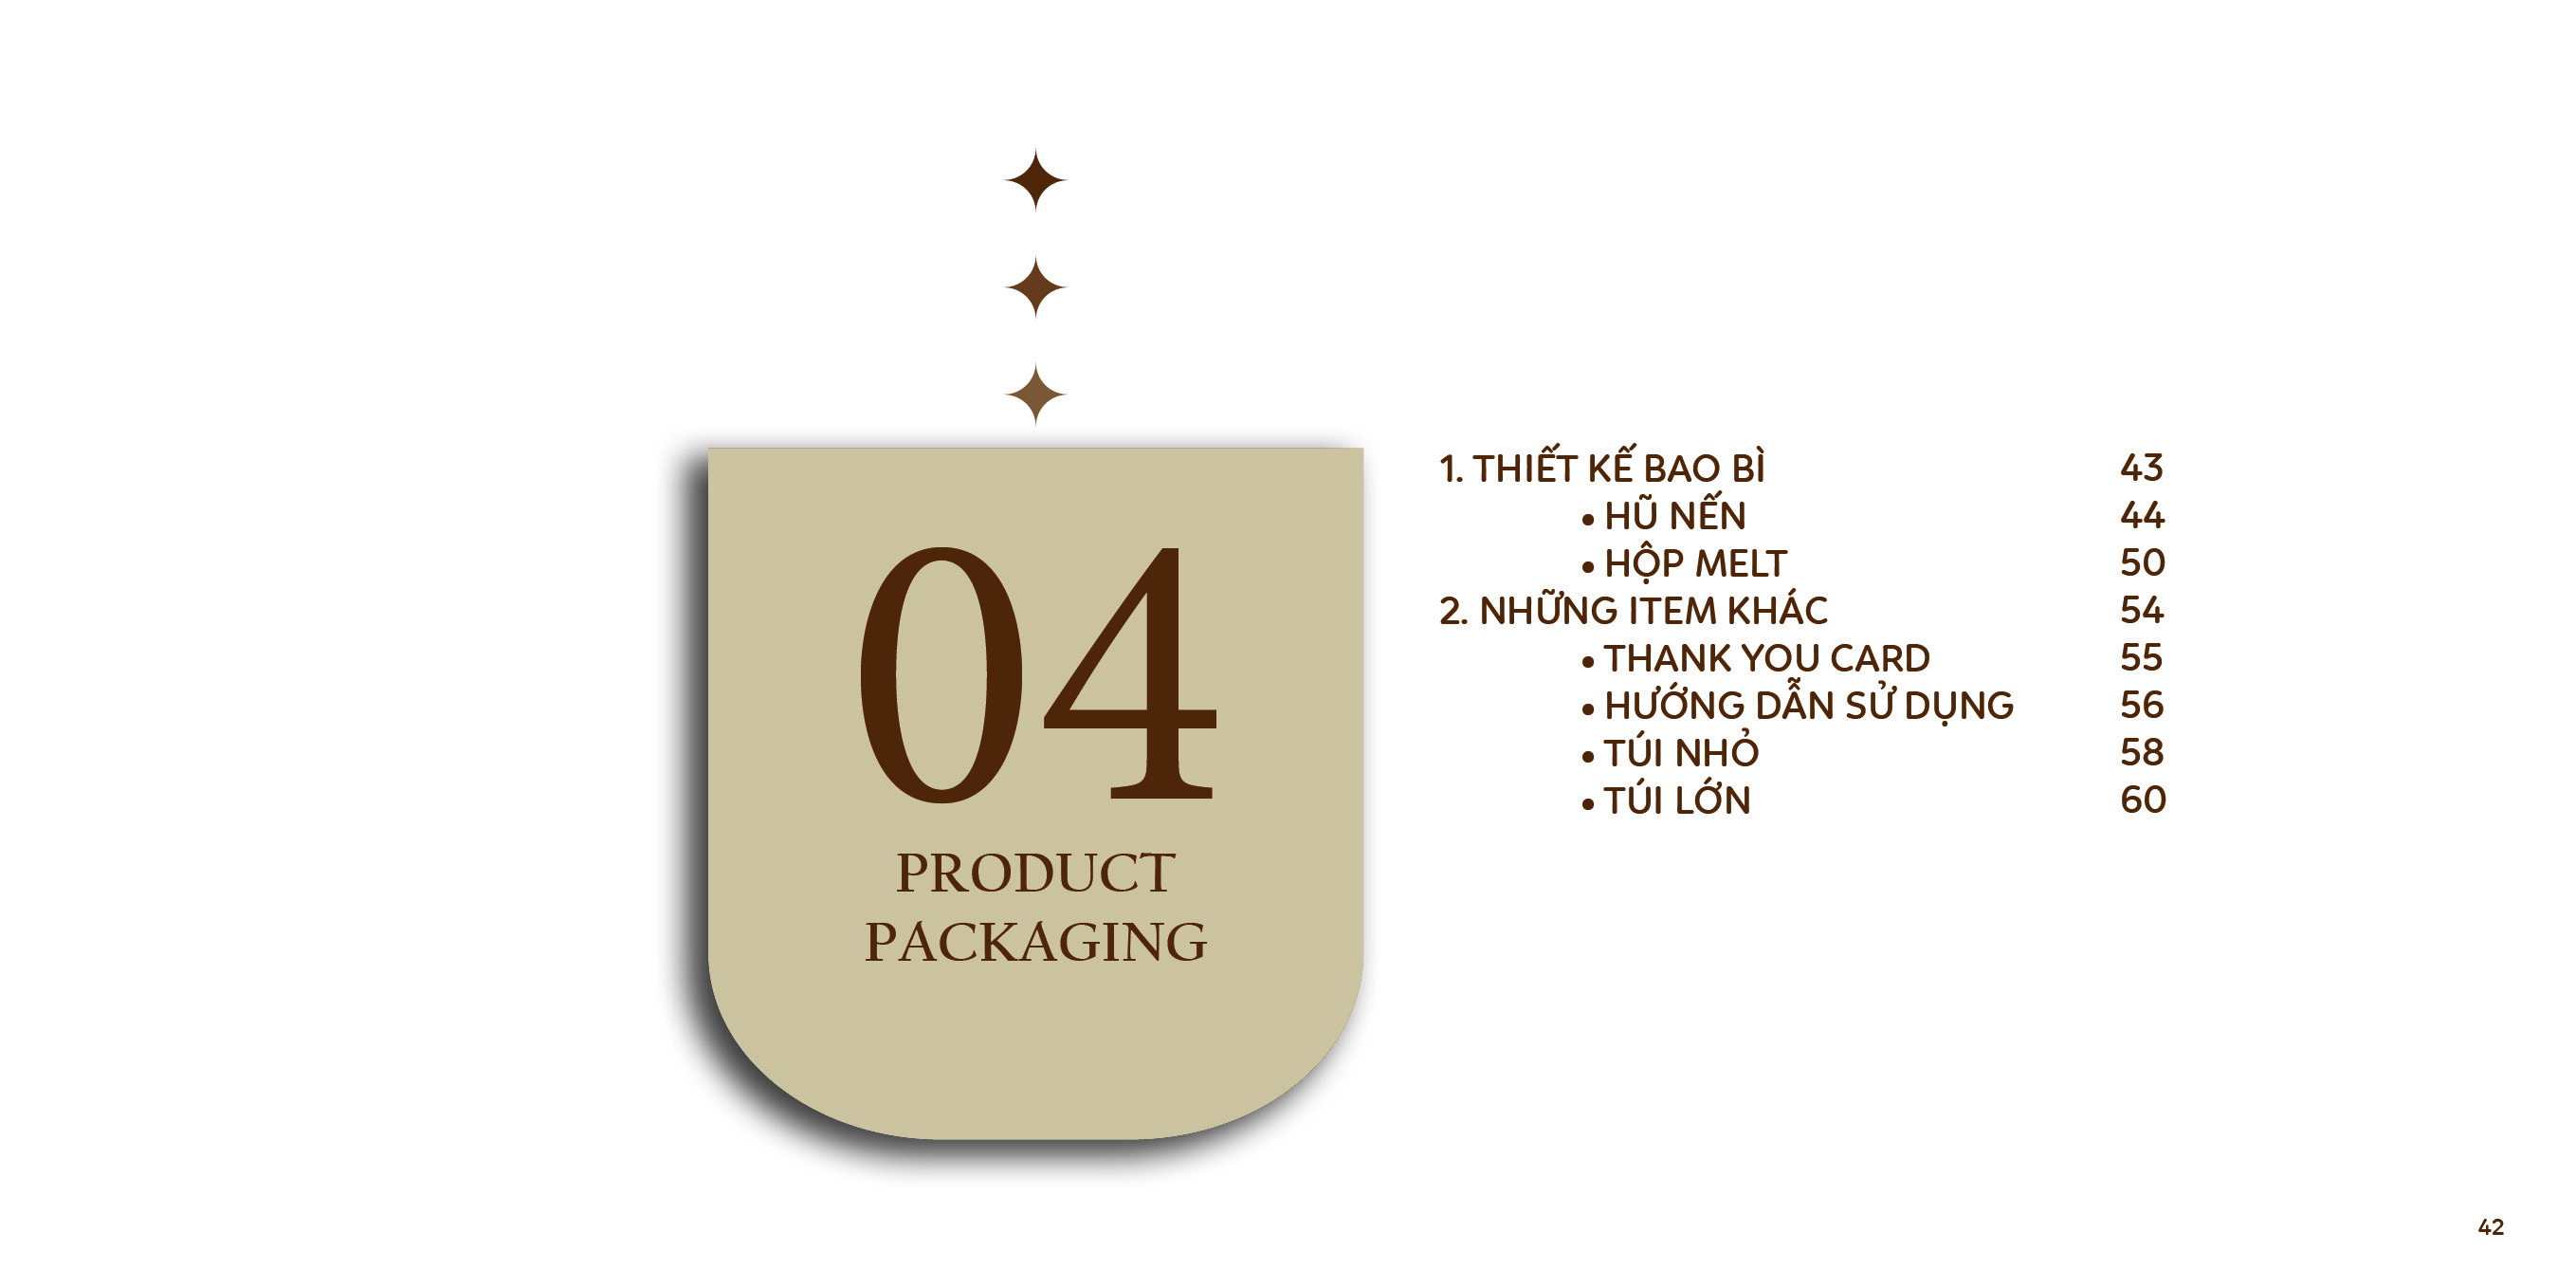 04
PRODUCT
PACKAGING
1. THIẾT KẾ BAO BÌ 43
• HŨ NẾN 44
• HỘP MELT 50
2. NHỮNG ITEM KHÁC 54
• THANK YOU CARD 55
• HƯỚNG DẪN SỬ DỤNG 56
• TÚI NHỎ 58
• TÚI LỚN 60
42